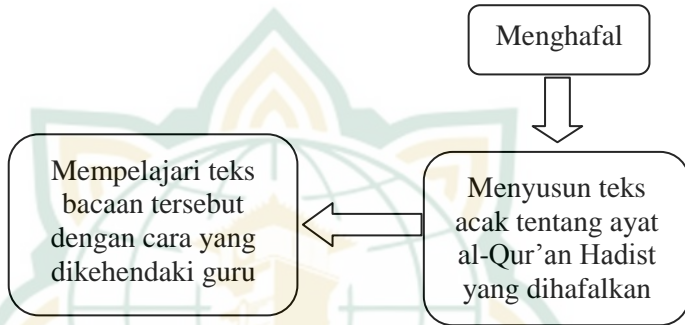 Menghafal
Menyusun teks
acak tentang ayat
al-Qur’an Hadist
yang dihafalkan
Mempelajari teks
bacaan tersebut
dengan cara yang
dikehendaki guru